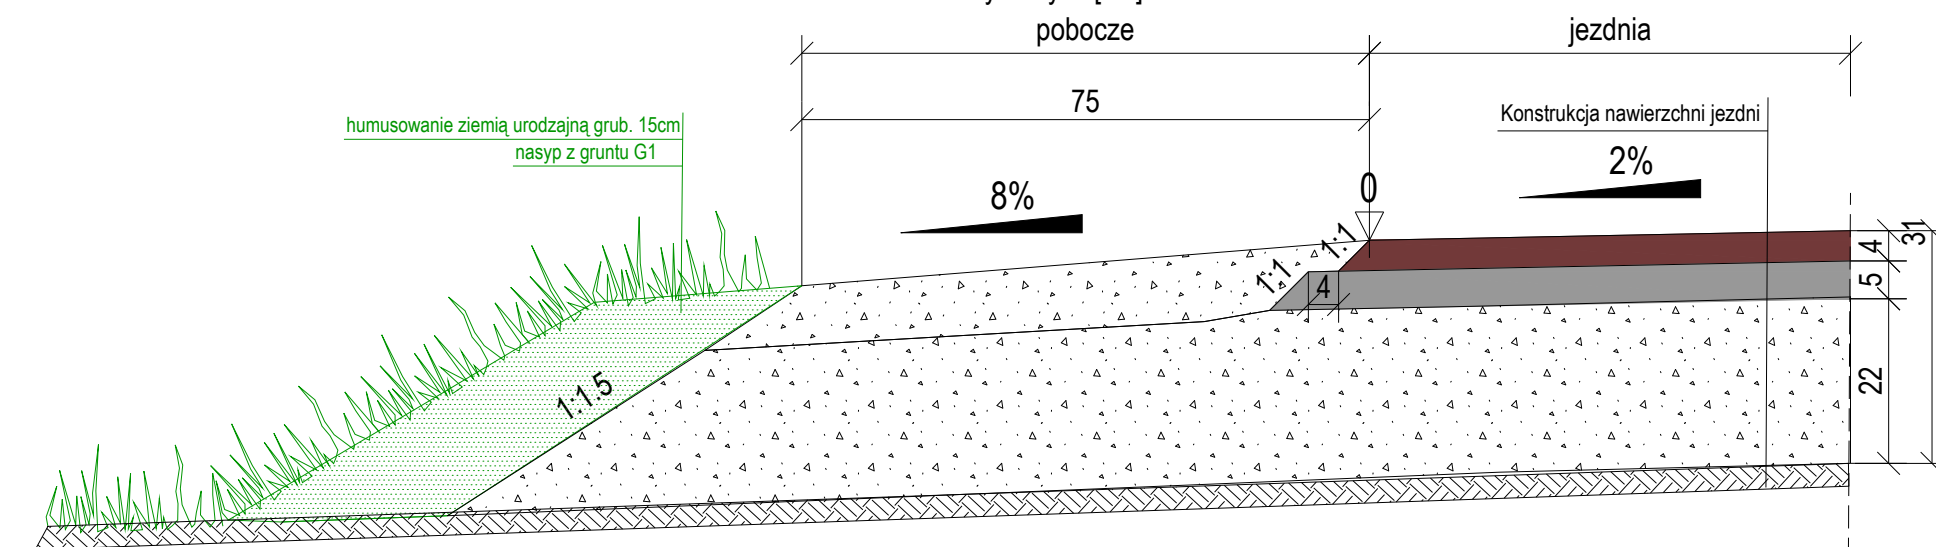 pobocze
jezdnia
75
humusowanie ziemią urodzajną grub. 15cm
nasyp z gruntu G1
Konstrukcja nawierzchni jezdni
8%
2%
0
1:1
1:1
4
4
5
31
22
1:1.5